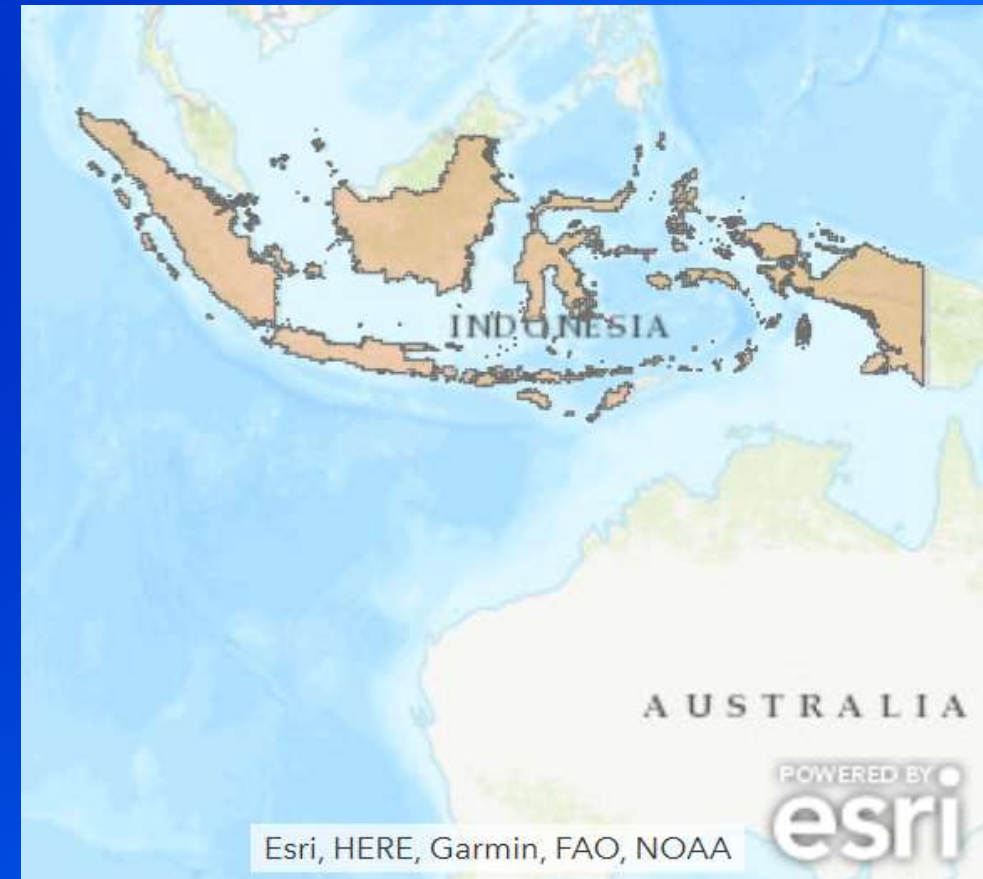 INDONESIA
AUSTRALIA
POWERED BY
esri
Esri, HERE, Garmin, FAO, NOAA